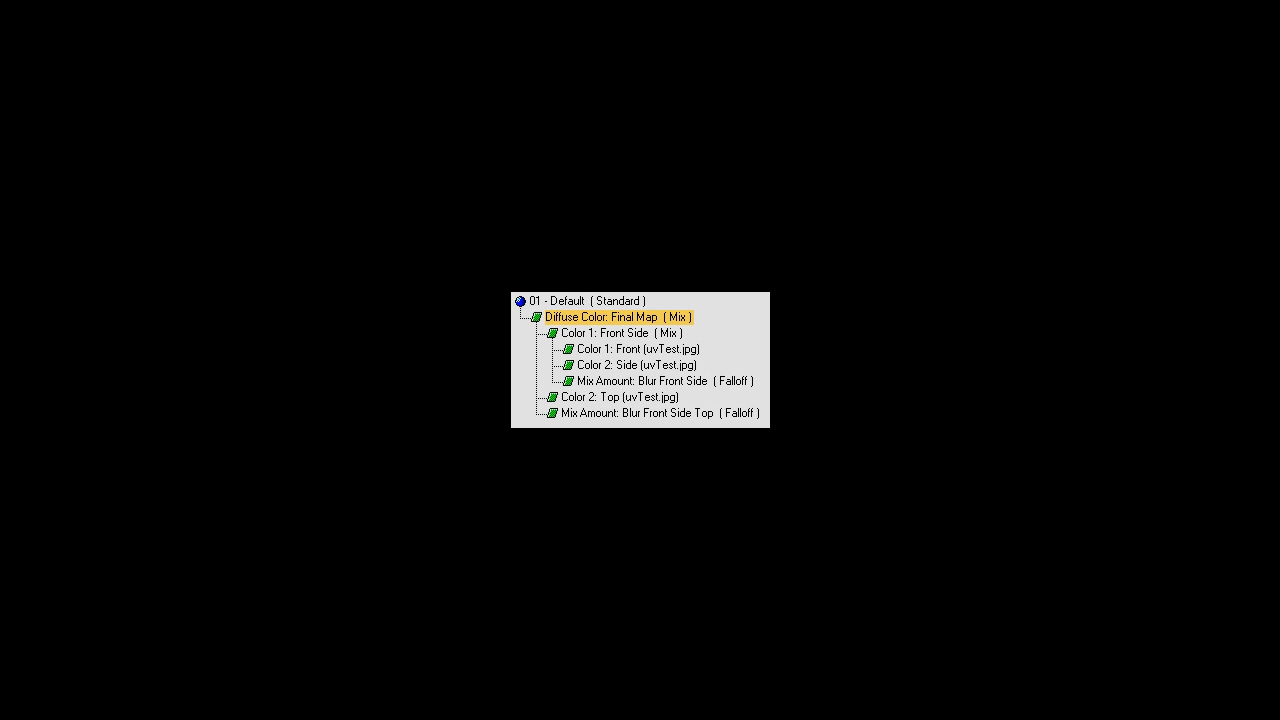 01 - Default ( Standard )
Diffuse Color: Final Map ( Mix )
Color 1: Front Side ( Mix )
Color 1: Front (uvTest.jpg)
Color 2: Side (uvTest.jpg)
Mix Amount: Blur Front Side ( Falloff )
Color 2: Top (uvTest.jpg)
Mix Amount: Blur Front Side Top ( Falloff )